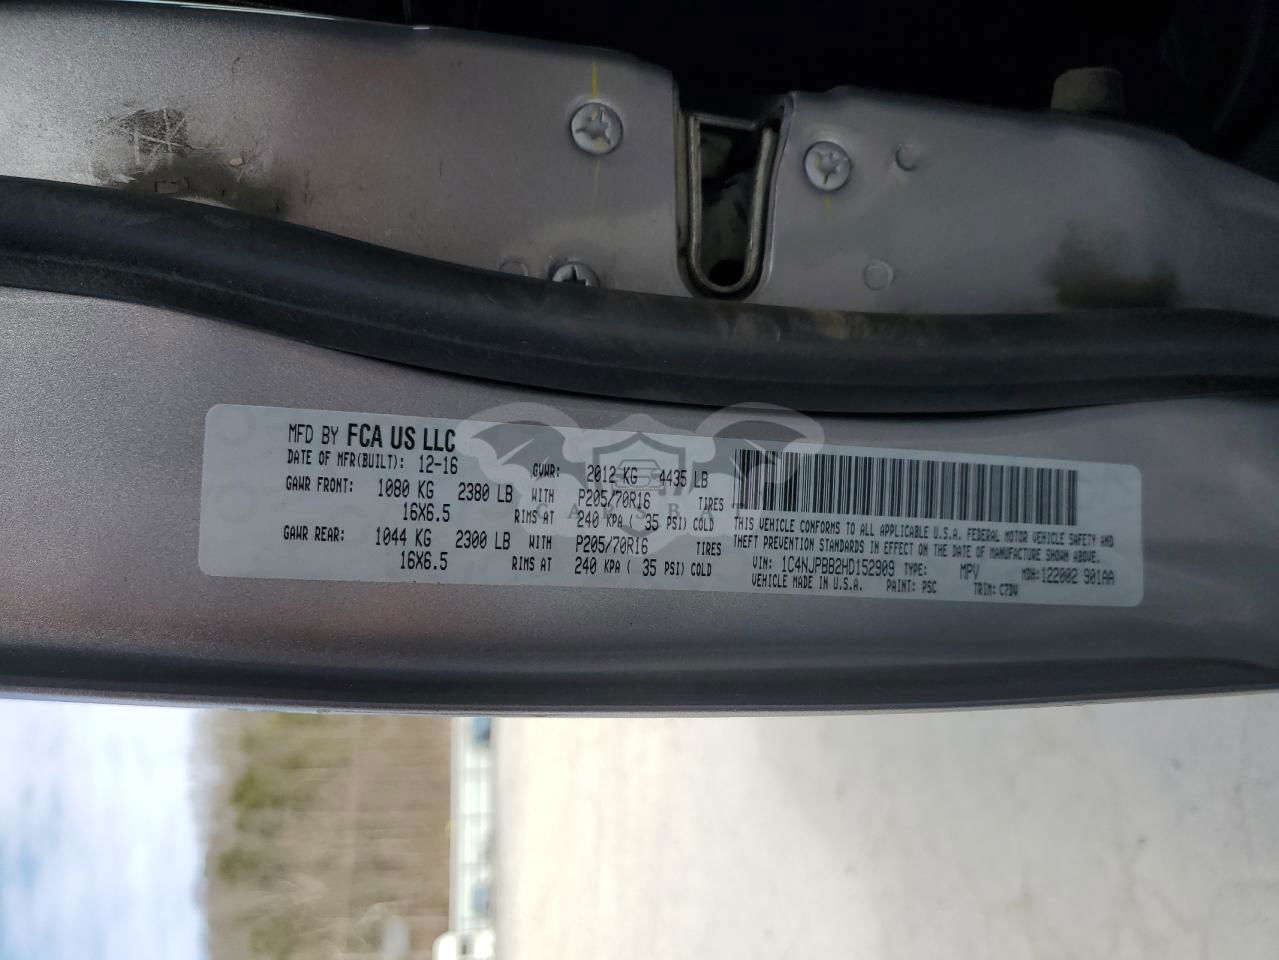 MFD BY FCA US LLC
DATE OF MFR(BUILT): 12-16 GVWR: 2012 KG 4435 LB
GAWR FRONT: 1080 KG 2380 LB WITH P205/70R16 TIRES
16X6.5 RIMS AT 240 KPA ( 35 PSI) COLD
GAWR REAR: 1044 KG 2300 LB WITH P205/70R16 TIRES
16X6.5 RIMS AT 240 KPA ( 35 PSI) COLD
THIS VEHICLE CONFORMS TO ALL APPLICABLE U.S.A. FEDERAL MOTOR VEHICLE SAFETY AND
THEFT PREVENTION STANDARDS IN EFFECT ON THE DATE OF MANUFACTURE SHOWN ABOVE.
VIN: 1C4NJPBB2HD152909 TYPE: MPV MDH: 122002 901AA
VEHICLE MADE IN U.S.A. PAINT: PSC TRIM: C7DV
CARSBAT